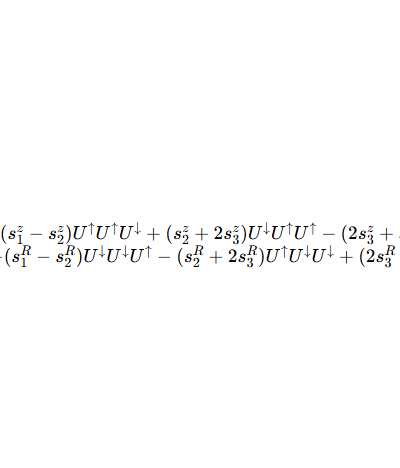 (s_1^z − s_2^z)U^↑U^↑U^↓ + (s_2^z + 2s_3^z)U^↓U^↑U^↑ − (2s_3^z +
(s_1^R − s_2^R)U^↓U^↓U^↑ − (s_2^R + 2s_3^R)U^↑U^↓U^↓ + (2s_3^R